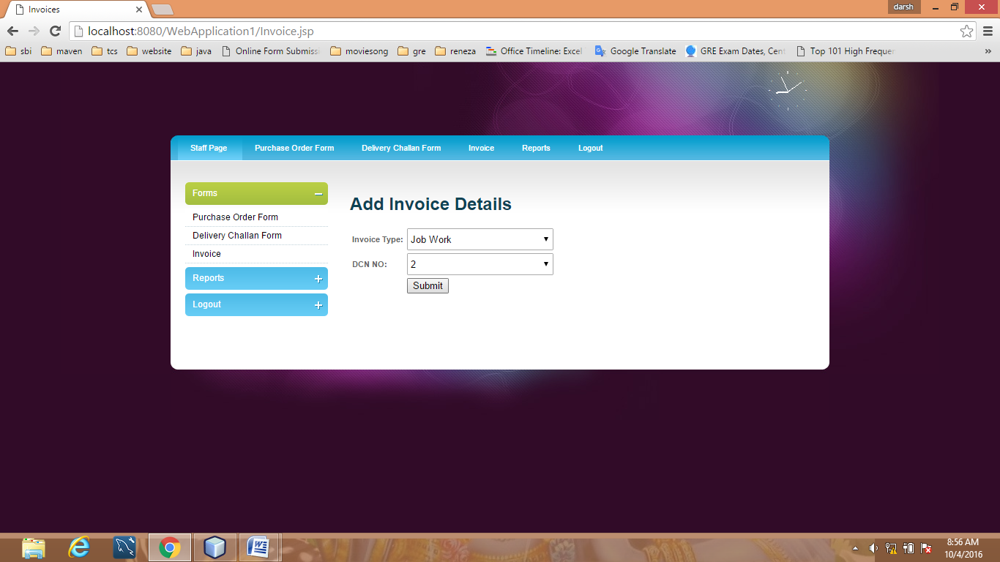 Invoices
darsh
localhost:8080/WebApplication1/Invoice.jsp
sbi maven tcs website java Online Form Submissi moviesong gre reneza Office Timeline: Excel Google Translate GRE Exam Dates, Cent Top 101 High Frequer »
Staff Page Purchase Order Form Delivery Challan Form Invoice Reports Logout
Forms
Purchase Order Form
Delivery Challan Form
Invoice
Reports
Logout
Add Invoice Details
Invoice Type: Job Work
DCN NO: 2
Submit
8:56 AM
10/4/2016